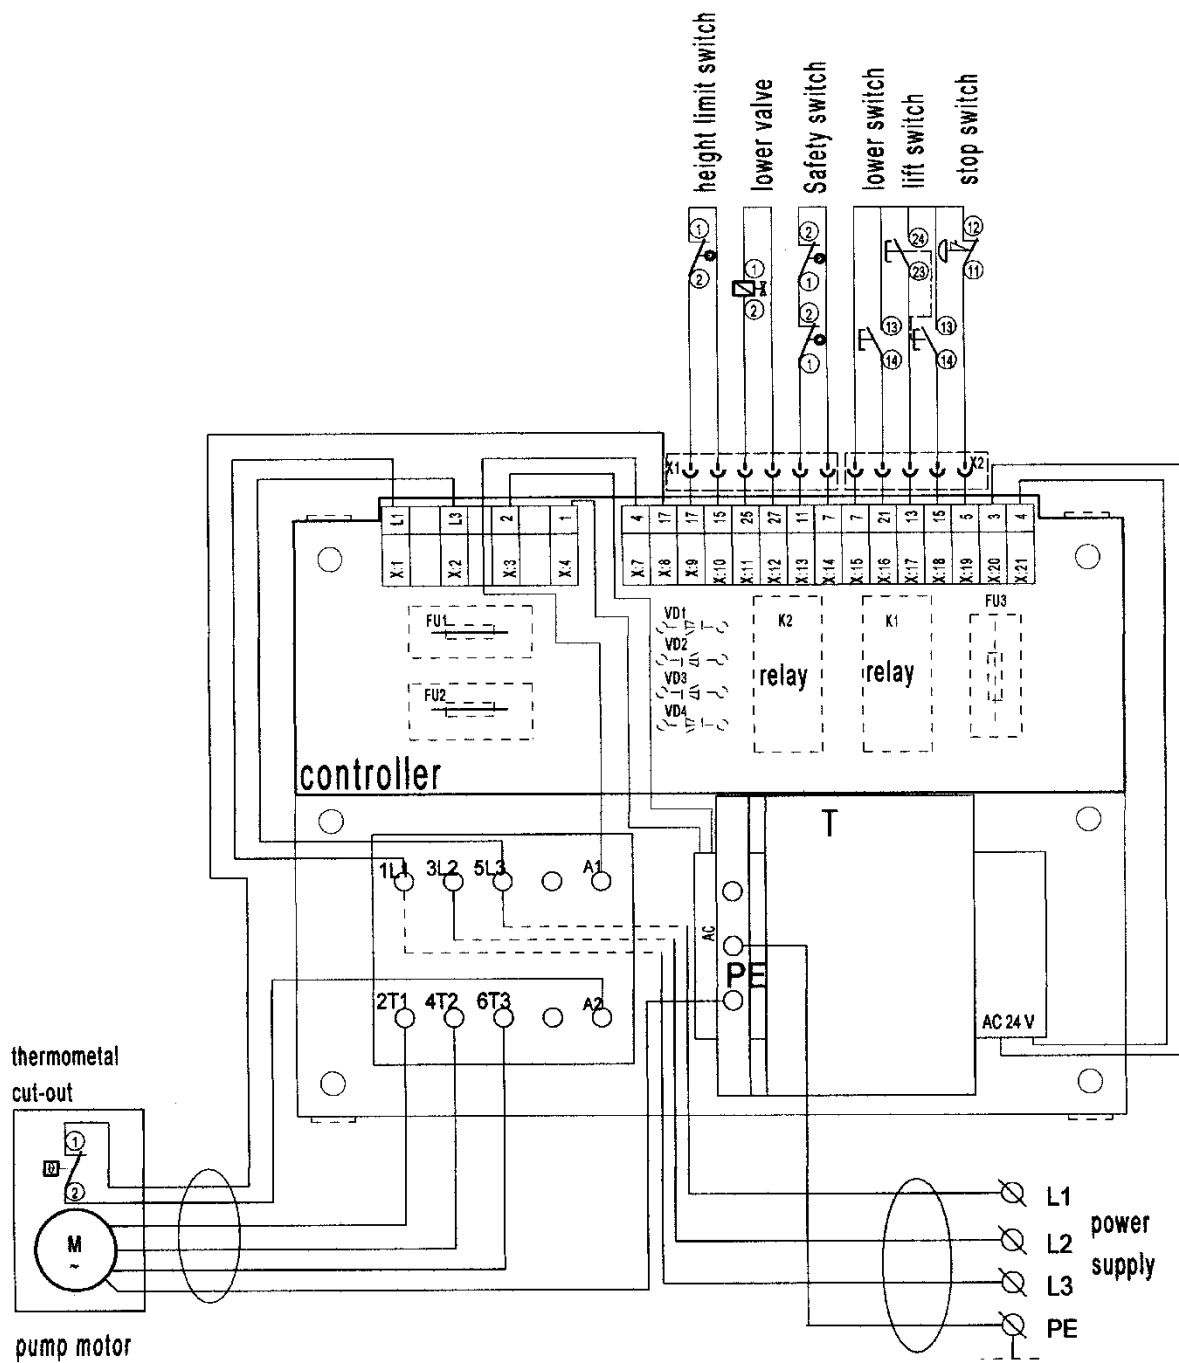 height limit switch
lower valve
Safety switch
lower switch
lift switch
stop switch
1
2
1
2
2
1
2
1
13
14
24
23
13
14
12
11
X1
X2
L1
L3
2
1
4
17
17
15
25
27
11
7
7
21
13
15
5
3
4
X:1
X:2
X:3
X:4
X:7
X:8
X:9
X:10
X:11
X:12
X:13
X:14
X:15
X:16
X:17
X:18
X:19
X:20
X:21
FU1
FU2
VD1
VD2
VD3
VD4
K2
relay
K1
relay
FU3
controller
T
1L1
3L2
5L3
A1
AC
PE
2T1
4T2
6T3
A2
AC 24 V
thermometal
cut-out
1
2
M
~
pump motor
L1
L2
L3
PE
power
supply